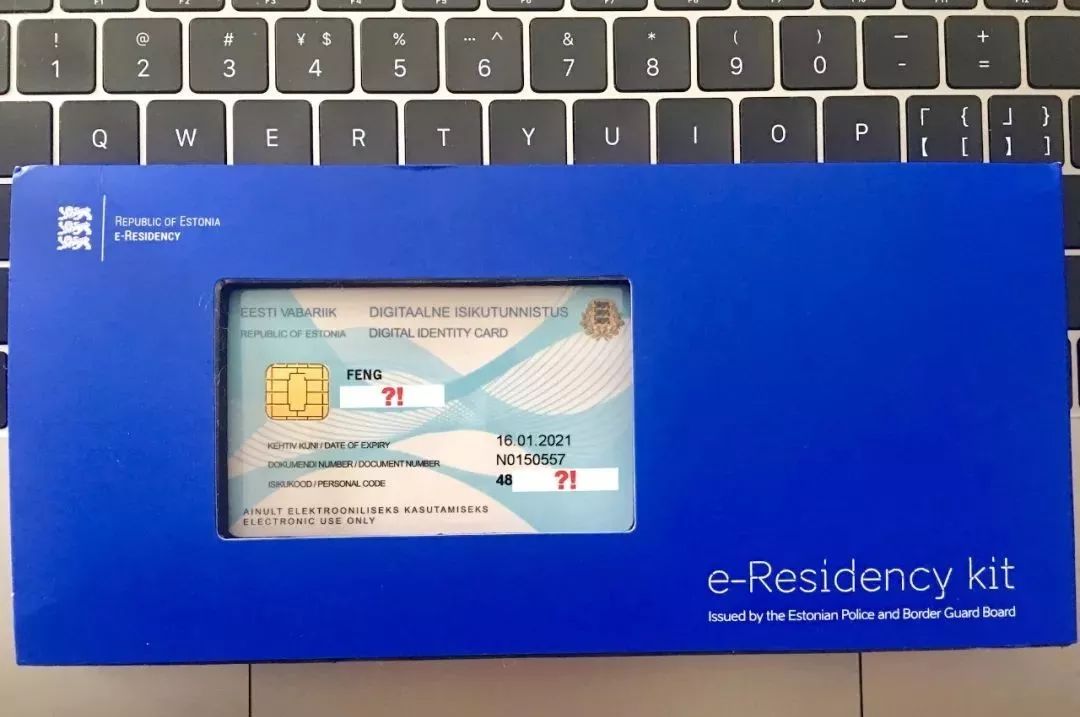 ! @ # ¥ $ % … ^ & * ( ) — +
1 2 3 4 5 6 7 8 9 0 - =
Q W E R T Y U I O P 「 { 」 }
【 [ 】 ]
REPUBLIC OF ESTONIA
e-RESIDENCY
EESTI VABARIIK DIGITAALNE ISIKUTUNNISTUS
REPUBLIC OF ESTONIA DIGITAL IDENTITY CARD
FENG
?!
KEHTIV KUNI / DATE OF EXPIRY 16.01.2021
DOKUMENDI NUMBER / DOCUMENT NUMBER N0150557
ISIKUKOOD / PERSONAL CODE 48 ?!
AINULT ELEKTROONILISEKS KASUTAMISEKS
ELECTRONIC USE ONLY
e-Residency kit
Issued by the Estonian Police and Border Guard Board